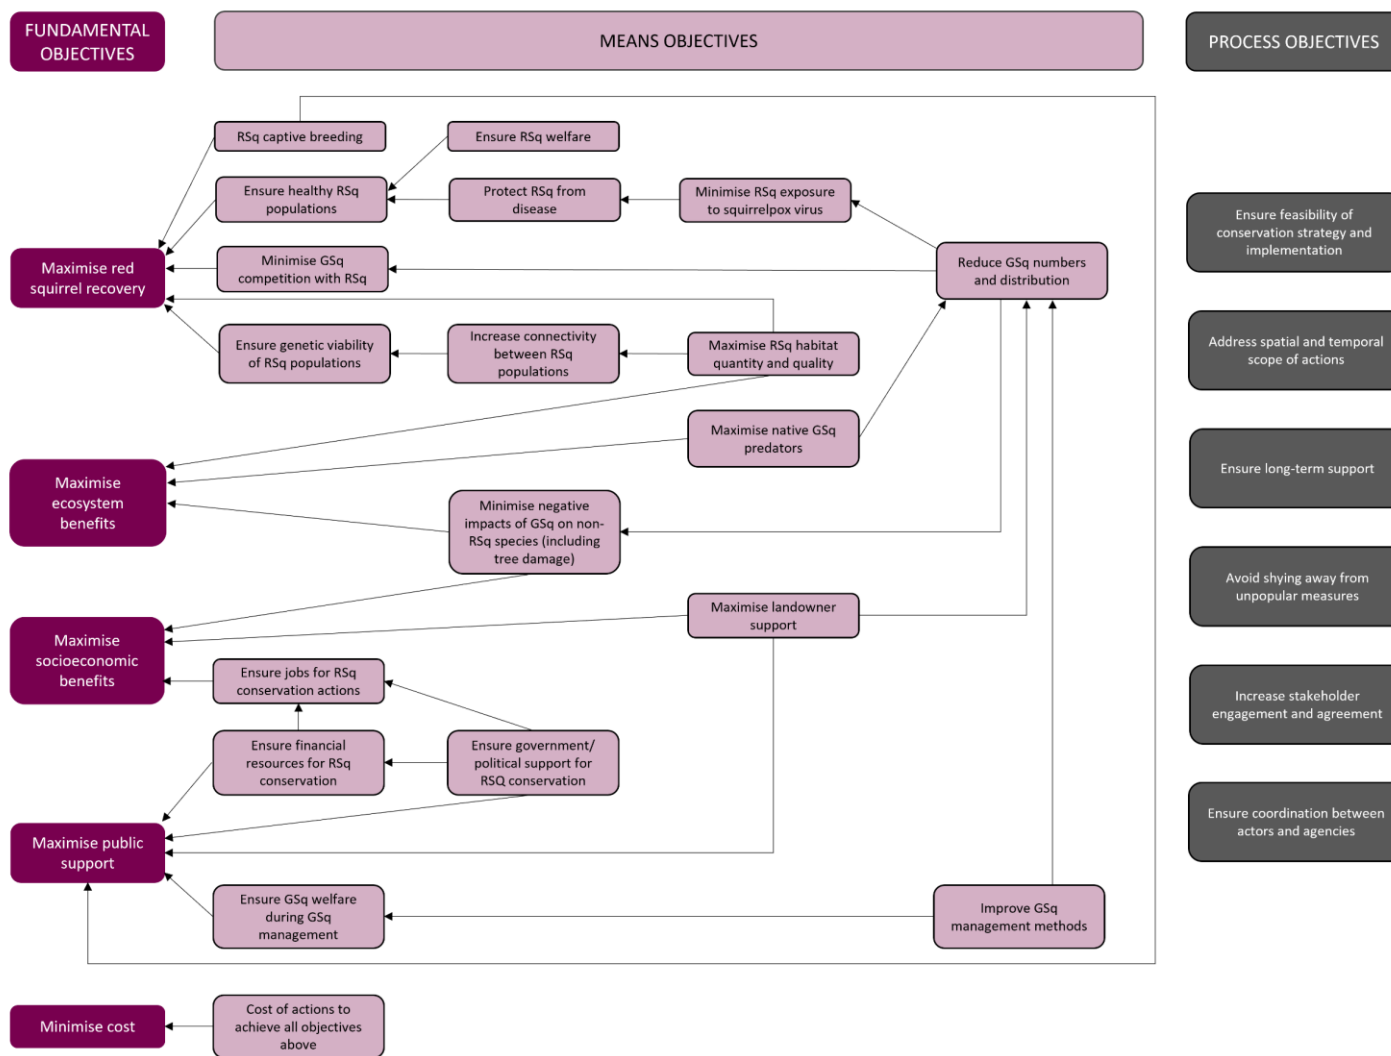 FUNDAMENTAL
OBJECTIVES
MEANS OBJECTIVES
PROCESS OBJECTIVES
RSq captive breeding
Ensure RSq welfare
Ensure healthy RSq
populations
Protect RSq from
disease
Minimise RSq exposure
to squirrelpox virus
Maximise red
squirrel recovery
Minimise GSq
competition with RSq
Reduce GSq numbers
and distribution
Ensure genetic viability
of RSq populations
Increase connectivity
between RSq
populations
Maximise RSq habitat
quantity and quality
Maximise native GSq
predators
Maximise
ecosystem
benefits
Minimise negative
impacts of GSq on non-
RSq species (including
tree damage)
Maximise landowner
support
Maximise
socioeconomic
benefits
Ensure jobs for RSq
conservation actions
Ensure financial
resources for RSq
conservation
Ensure government/
political support for
RSQ conservation
Maximise public
support
Ensure GSq welfare
during GSq
management
Improve GSq
management methods
Minimise cost
Cost of actions to
achieve all objectives
above
Ensure feasibility of
conservation strategy and
implementation
Address spatial and temporal
scope of actions
Ensure long-term support
Avoid shying away from
unpopular measures
Increase stakeholder
engagement and agreement
Ensure coordination between
actors and agencies